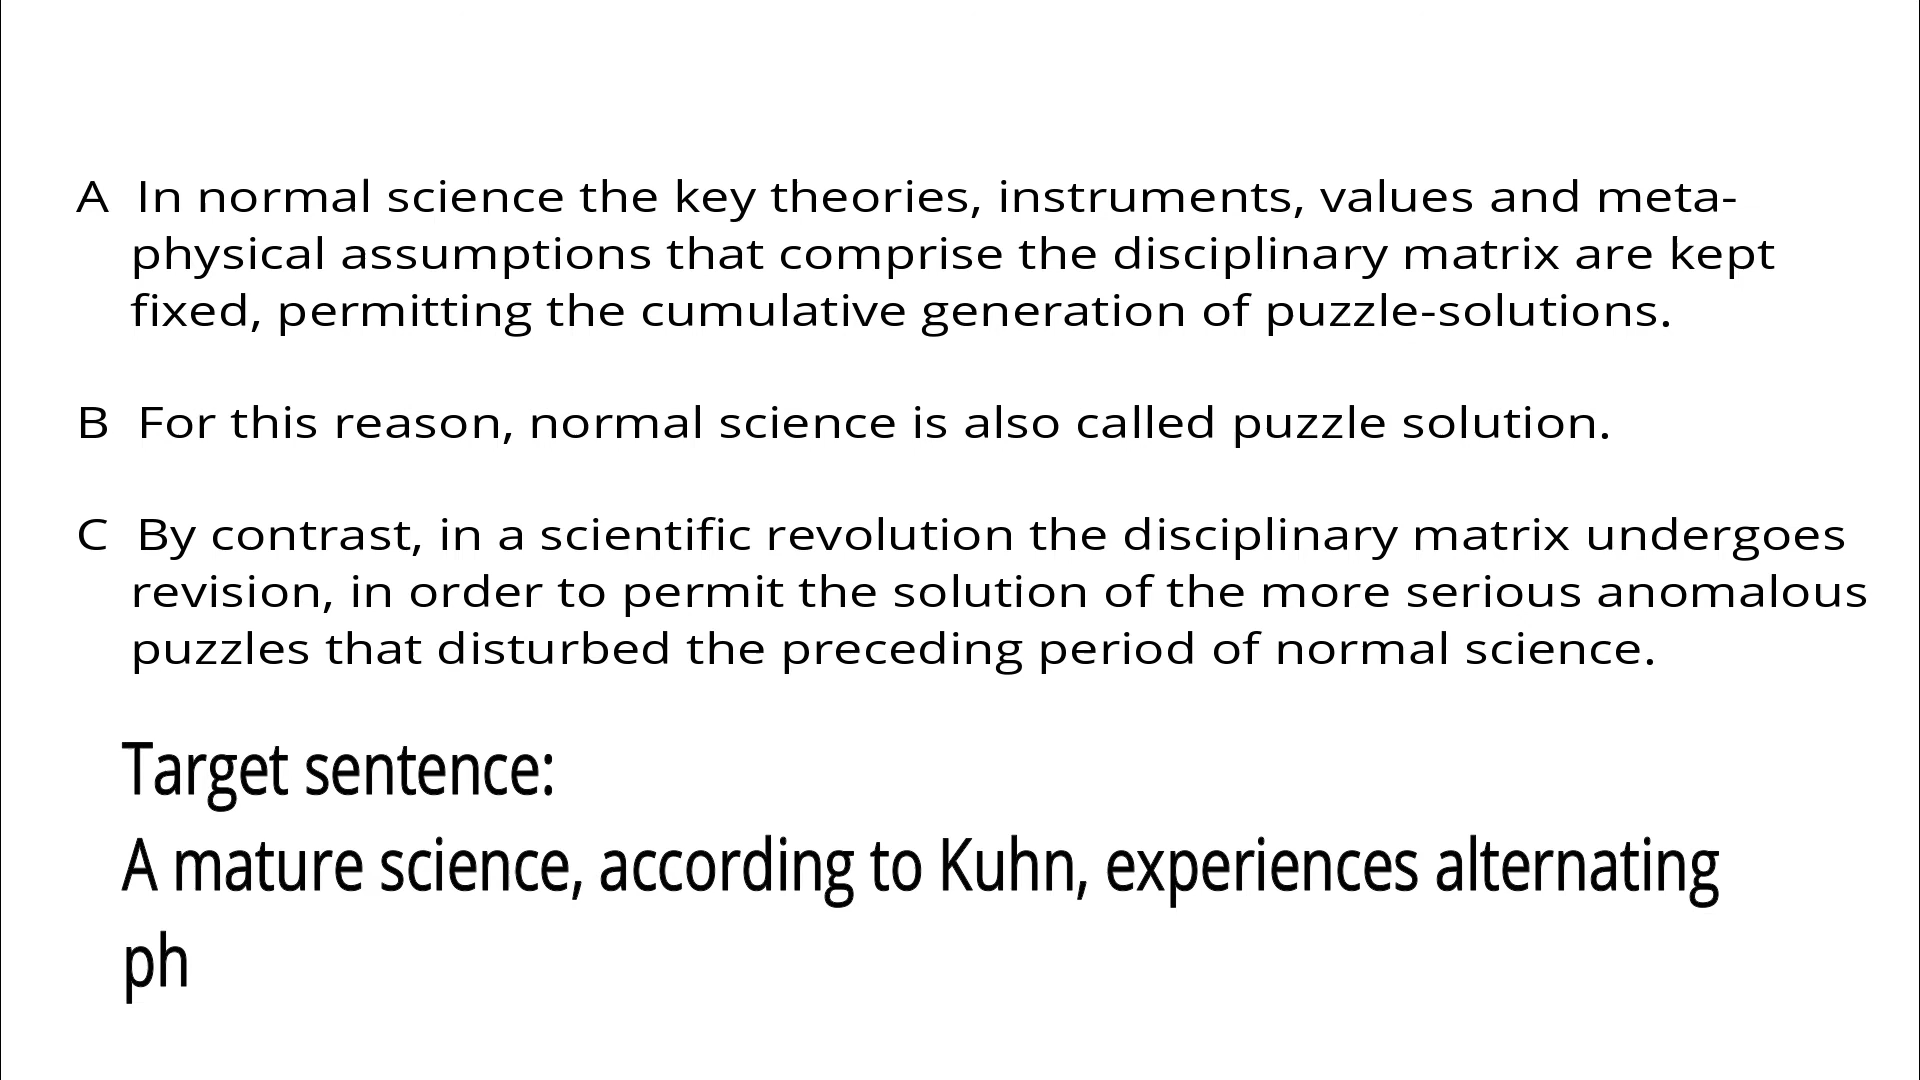 A In normal science the key theories, instruments, values and meta-
physical assumptions that comprise the disciplinary matrix are kept
fixed, permitting the cumulative generation of puzzle-solutions.
B For this reason, normal science is also called puzzle solution.
C By contrast, in a scientific revolution the disciplinary matrix undergoes
revision, in order to permit the solution of the more serious anomalous
puzzles that disturbed the preceding period of normal science.
Target sentence:
A mature science, according to Kuhn, experiences alternating
ph